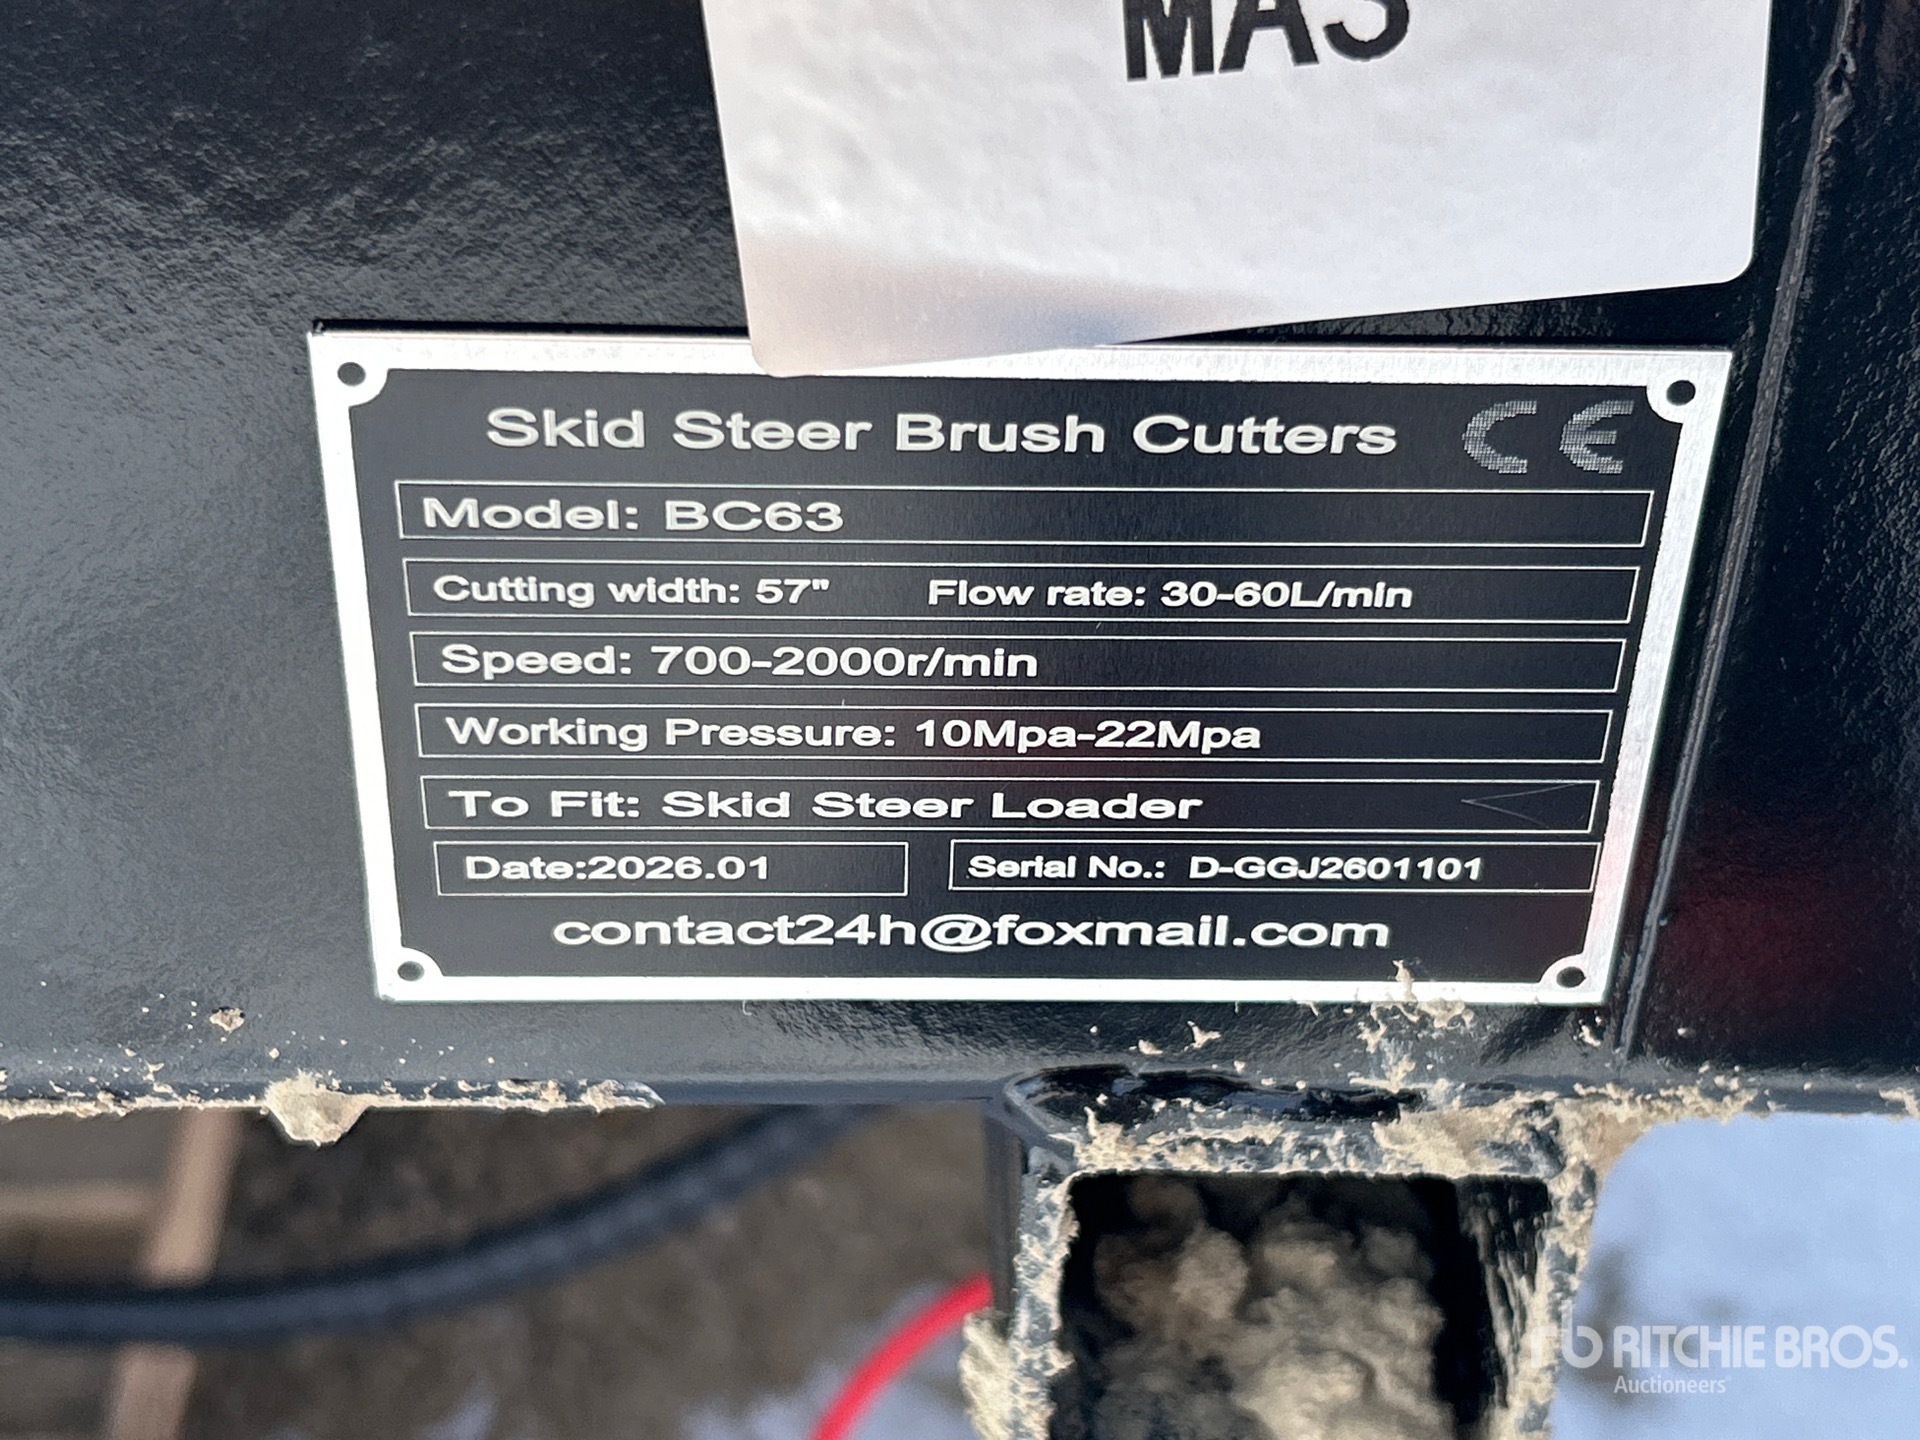 MAS
Skid Steer Brush Cutters CE
Model: BC63
Cutting width: 57" Flow rate: 30-60L/min
Speed: 700-2000r/min
Working Pressure: 10Mpa-22Mpa
To Fit: Skid Steer Loader
Date:2026.01 Serial No.: D-GGJ2601101
contact24h@foxmail.com
rb RITCHIE BROS.
Auctioneers